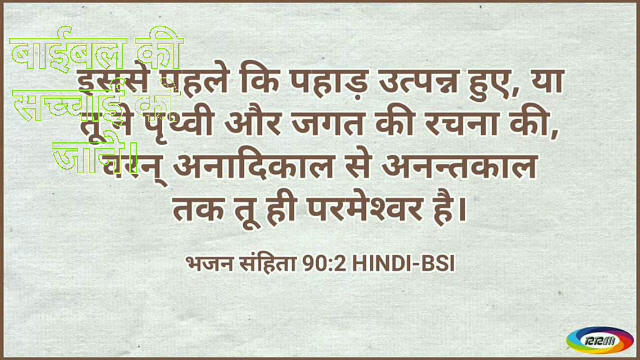 बाईबल की
सच्चाई को
जाने।
इससे पहले कि पहाड़ उत्पन्न हुए, या
तू ने पृथ्वी और जगत की रचना की,
वरन् अनादिकाल से अनन्तकाल
तक तू ही परमेश्वर है।
भजन संहिता 90:2 HINDI-BSI